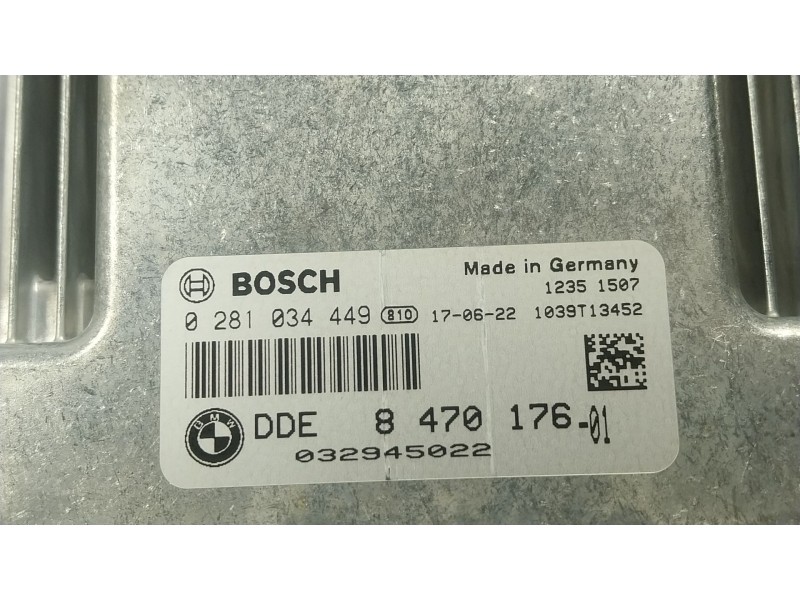 BOSCH Made in Germany
1235 1507
0 281 034 449 810 17-06-22 1039T13452
BMW DDE 8 470 176-01
032945022